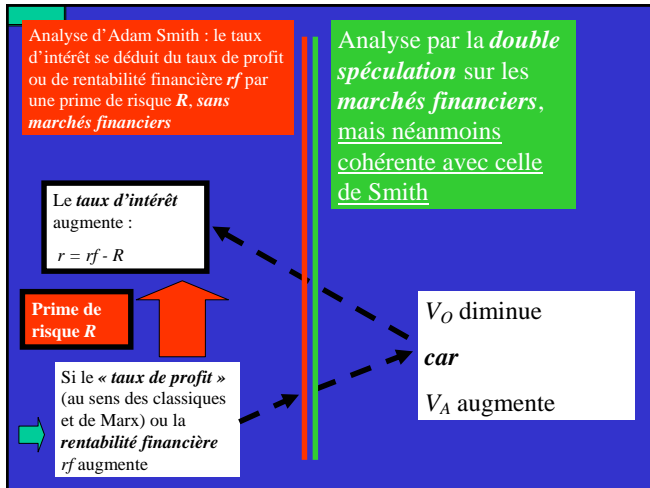 Analyse d'Adam Smith : le taux
d'intérêt se déduit du taux de profit
ou de rentabilité financière rf par
une prime de risque R, sans
marchés financiers
Analyse par la double
spéculation sur les
marchés financiers,
mais néanmoins
cohérente avec celle
de Smith
Le taux d'intérêt
augmente :
r = rf - R
Prime de
risque R
Si le « taux de profit »
(au sens des classiques
et de Marx) ou la
rentabilité financière
rf augmente
VO diminue
car
VA augmente